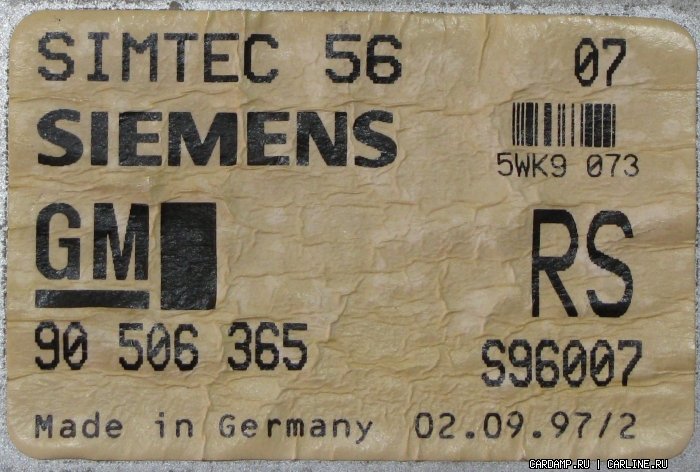 SIMTEC 56 07
SIEMENS
5WK9 073
GM RS
90 506 365 S96007
Made in Germany 02.09.97/2
CARDAMP.RU | CARLINE.RU